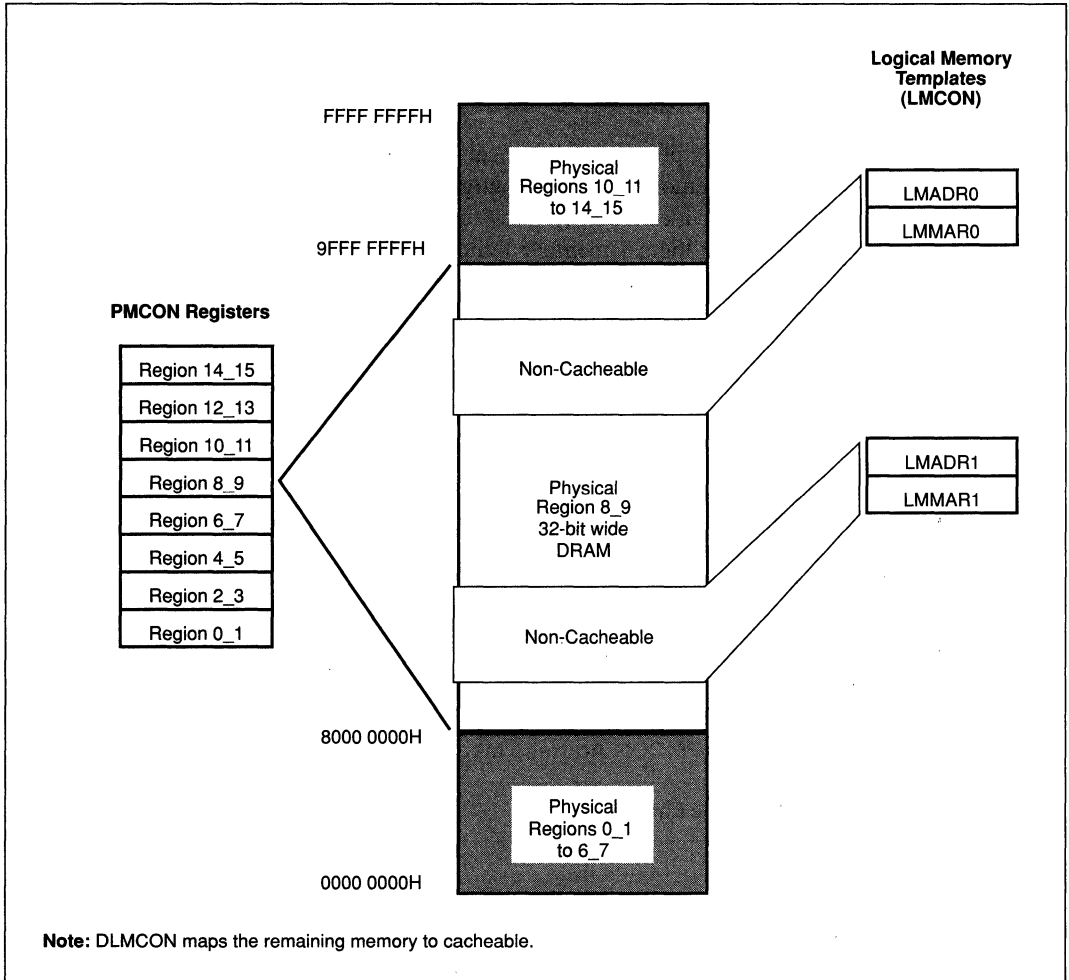 Logical Memory
Templates
(LMCON)
FFFF FFFFH
Physical
Regions 10_11
to 14_15
LMADR0
LMMAR0
9FFF FFFFH
PMCON Registers
Region 14_15
Region 12_13
Region 10_11
Region 8_9
Region 6_7
Region 4_5
Region 2_3
Region 0_1
Non-Cacheable
Physical
Region 8_9
32-bit wide
DRAM
LMADR1
LMMAR1
Non-Cacheable
8000 0000H
Physical
Regions 0_1
to 6_7
0000 0000H
Note: DLMCON maps the remaining memory to cacheable.